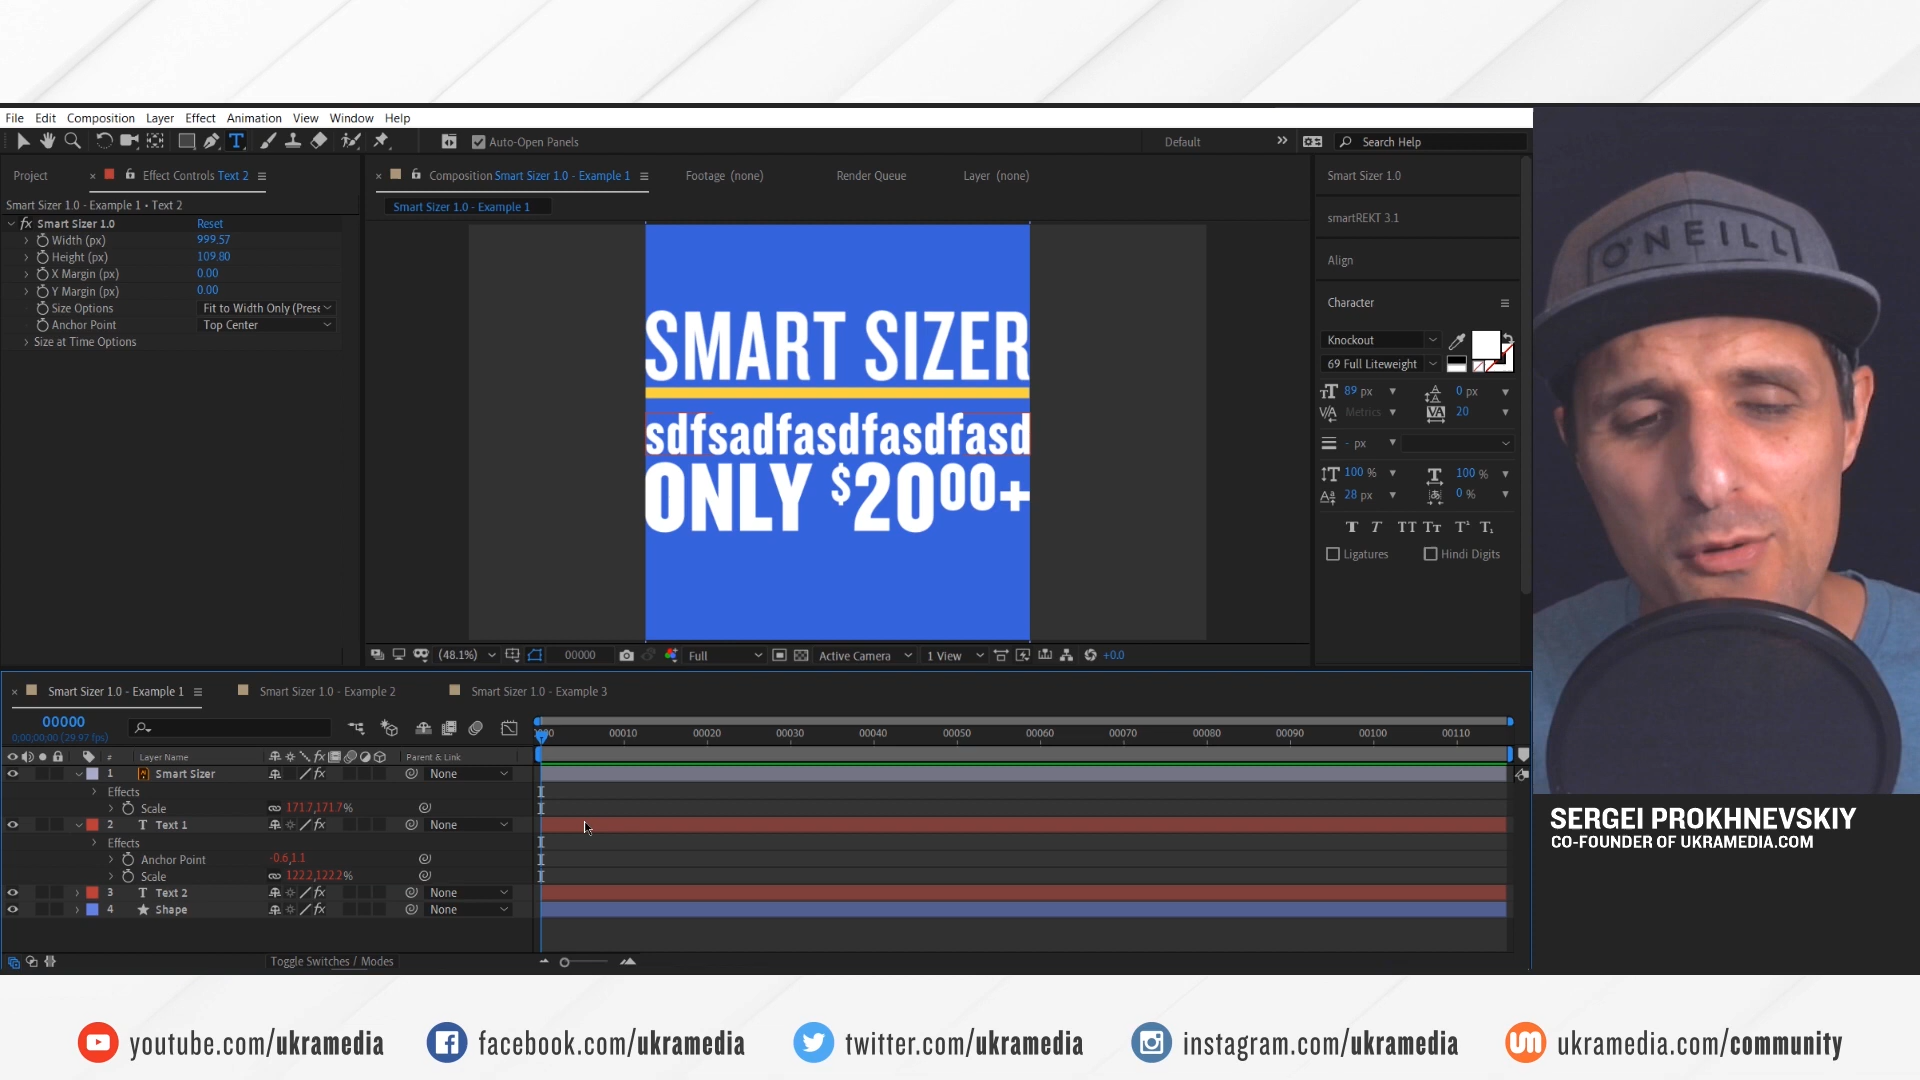 File Edit Composition Layer Effect Animation View Window Help
Auto-Open Panels
Default
Search Help
Project
Effect Controls Text 2
Smart Sizer 1.0 - Example 1 • Text 2
fx Smart Sizer 1.0 Reset
Width (px) 999.57
Height (px) 109.80
X Margin (px) 0.00
Y Margin (px) 0.00
Size Options Fit to Width Only (Prese
Anchor Point Top Center
Size at Time Options
Composition Smart Sizer 1.0 - Example 1
Footage (none)
Render Queue
Layer (none)
Smart Sizer 1.0 - Example 1
SMART SIZER
sdfsadfasdfasdfasd
ONLY $2000+
(48.1%)
00000
Full
Active Camera
1 View
+0.0
Smart Sizer 1.0
smartREKT 3.1
Align
Character
Knockout
69 Full Liteweight
89 px
0 px
Metrics
20
- px
100 %
100 %
28 px
0 %
Ligatures
Hindi Digits
O'NEILL
Smart Sizer 1.0 - Example 1
Smart Sizer 1.0 - Example 2
Smart Sizer 1.0 - Example 3
00000
0;00;00;00 (29.97 fps)
00010 00020 00030 00040 00050 00060 00070 00080 00090 00100 00110
# Layer Name Parent & Link
1 Smart Sizer None
Effects
Scale 171.7,171.7%
2 T Text 1 None
Effects
Anchor Point -0.6,1.1
Scale 122.2,122.2%
3 T Text 2 None
4 Shape None
Toggle Switches / Modes
SERGEI PROKHNEVSKIY
CO-FOUNDER OF UKRAMEDIA.COM
youtube.com/ukramedia
facebook.com/ukramedia
twitter.com/ukramedia
instagram.com/ukramedia
um ukramedia.com/community